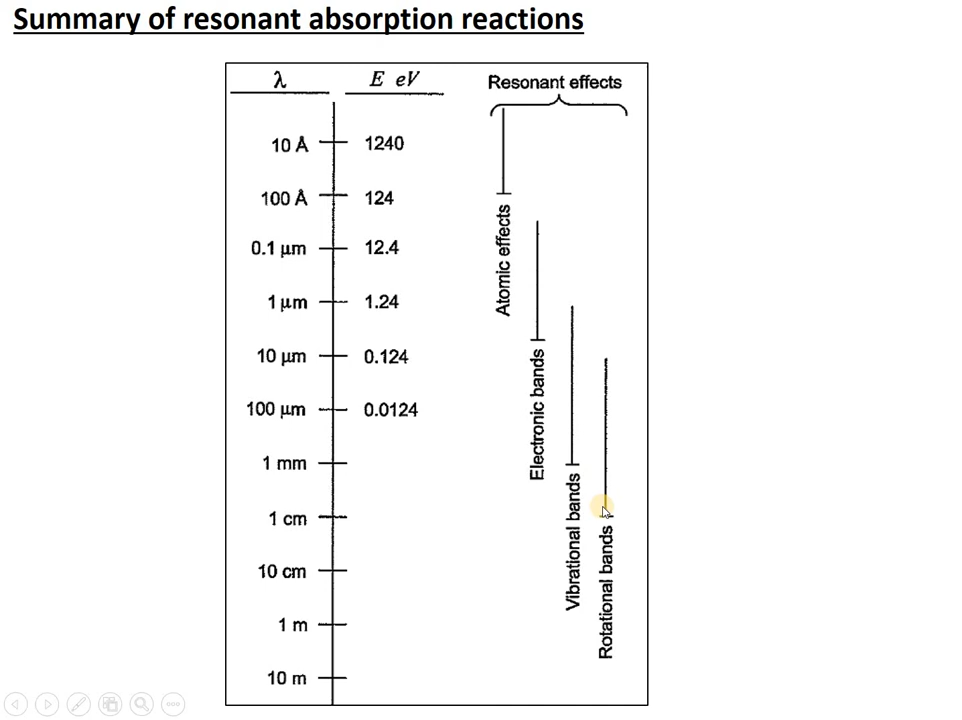 Summary of resonant absorption reactions
λ E eV Resonant effects
10 Å 1240
100 Å 124
0.1 μm 12.4
1 μm 1.24
10 μm 0.124
100 μm 0.0124
1 mm
1 cm
10 cm
1 m
10 m
Atomic effects
Electronic bands
Vibrational bands
Rotational bands